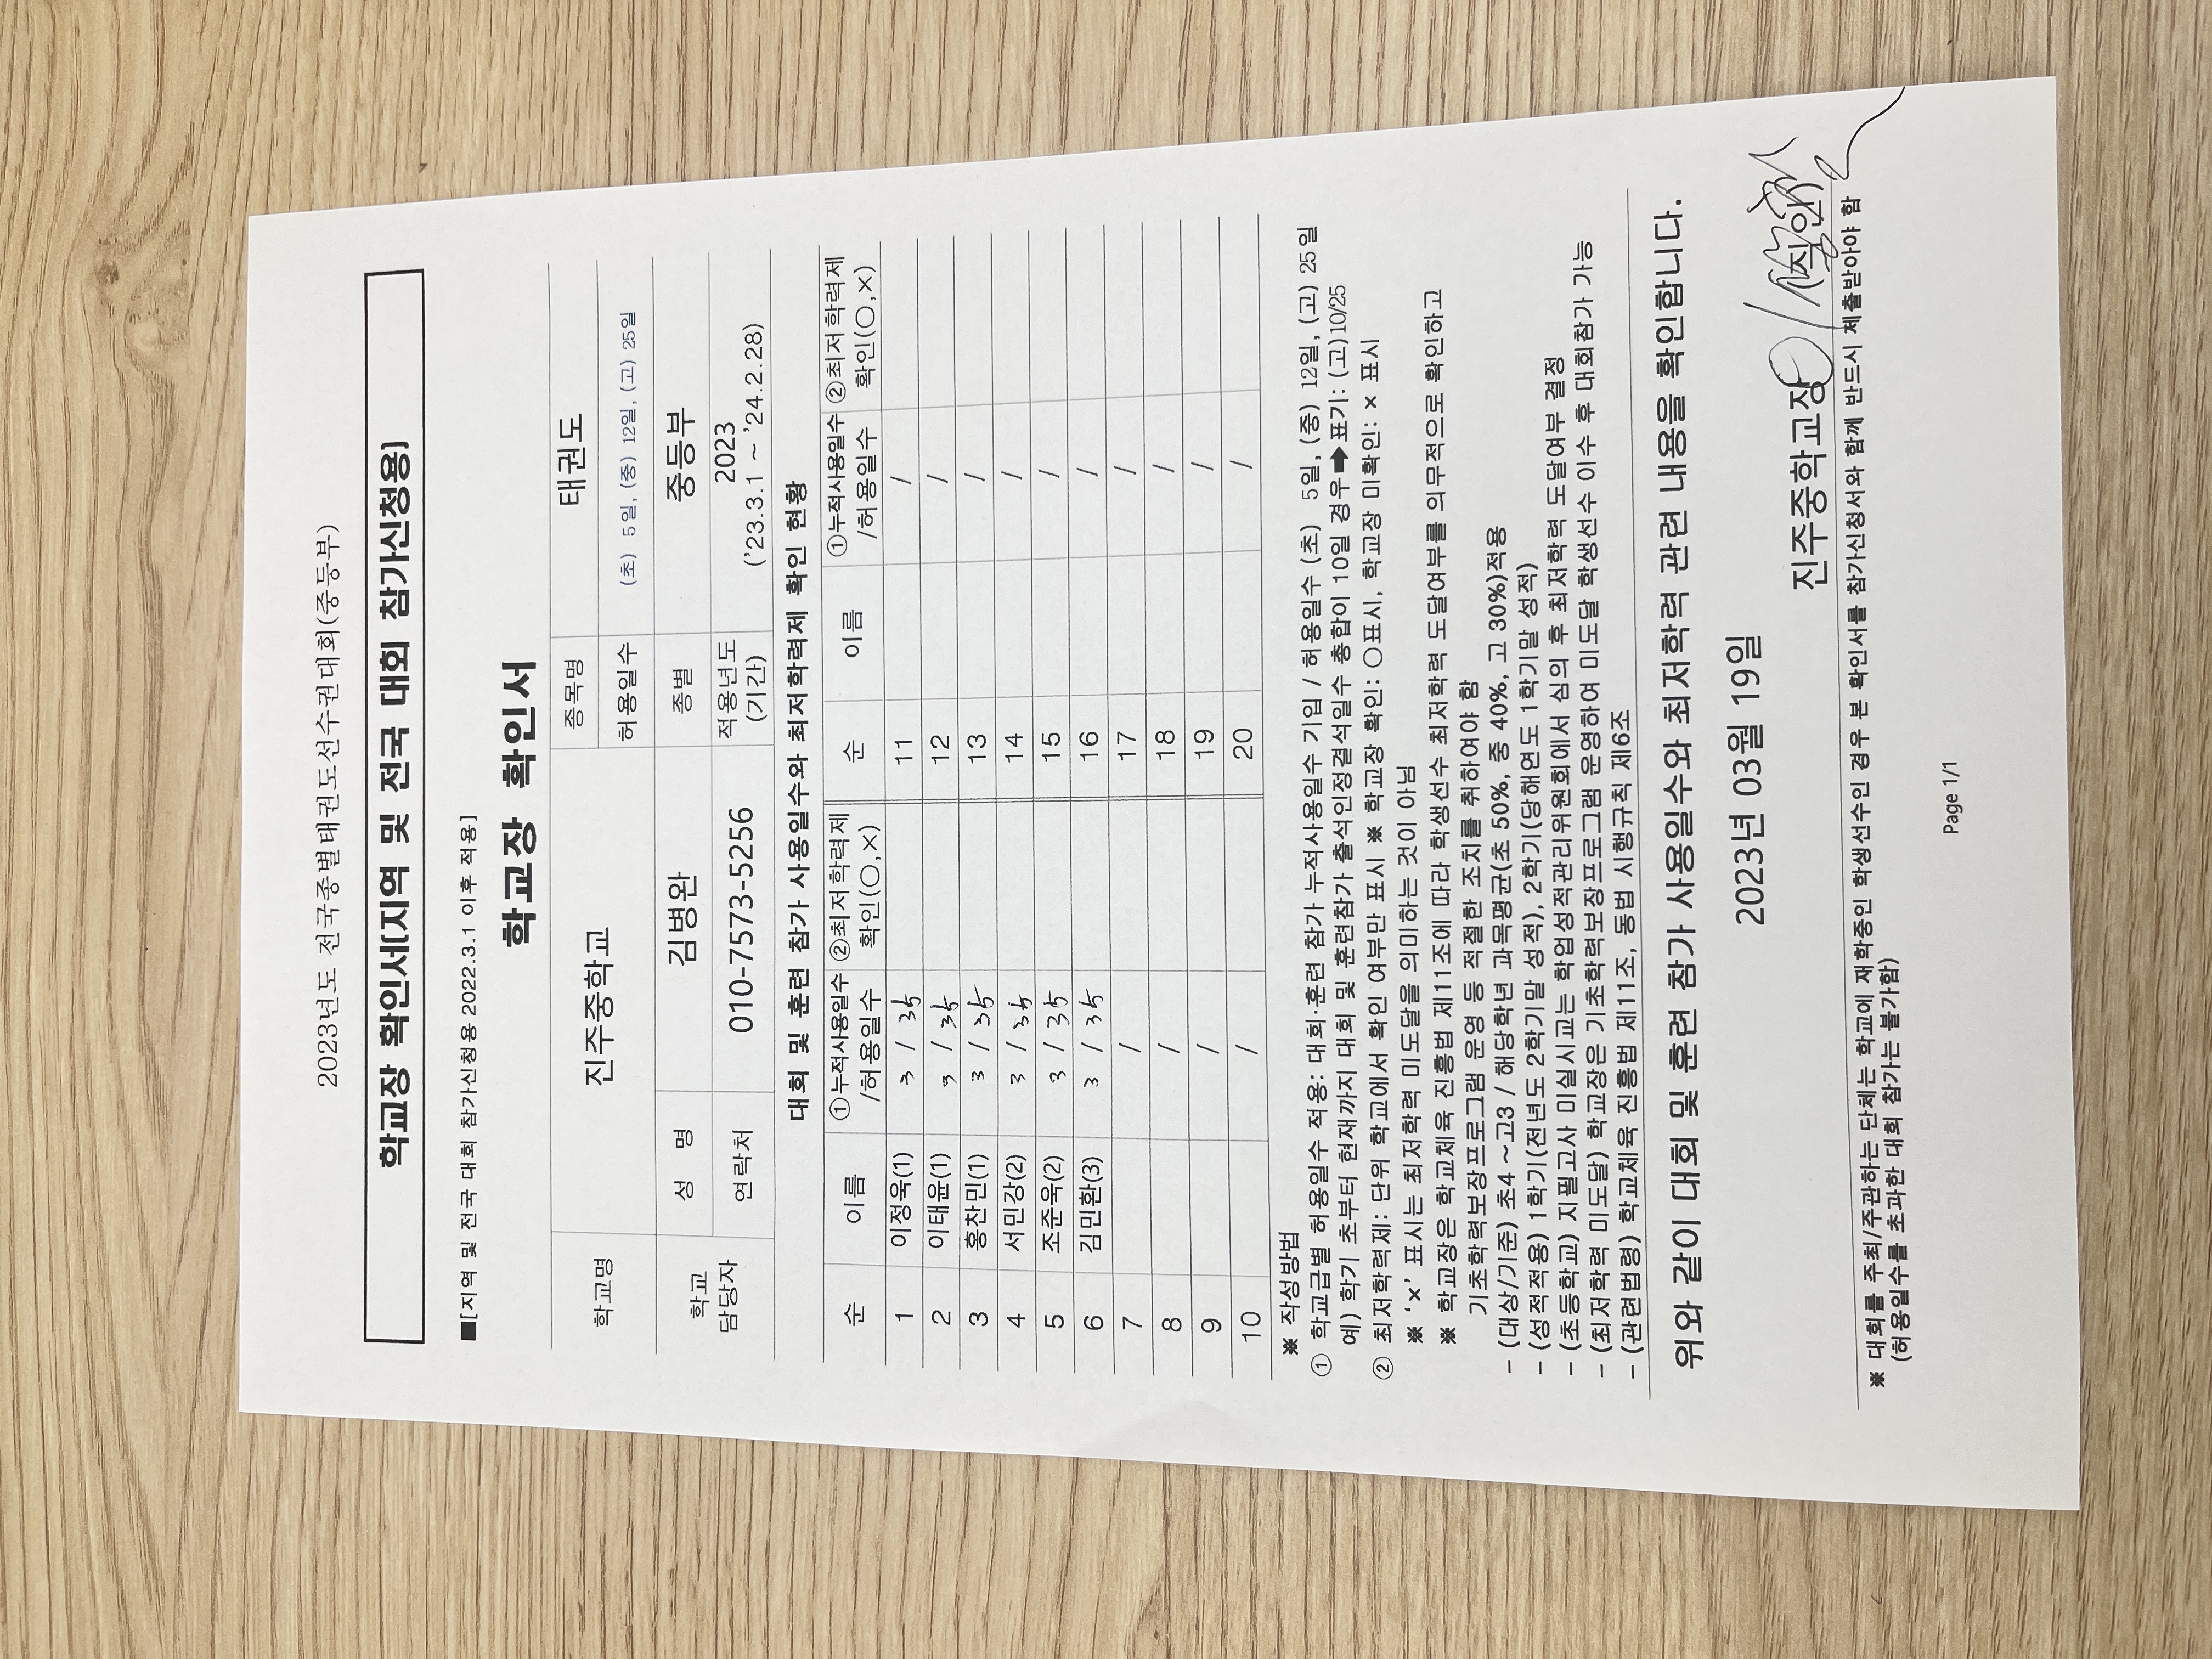 2023년도 전국종별태권도선수권대회(중등부)
학교장 확인서[지역 및 전국 대회 참가신청용]
■[지역 및 전국 대회 참가신청용 2022.3.1 이후 적용]
학교장 확인서
학교명 진주중학교 종목명 태권도
허용일수 (초) 5일, (중) 12일, (고) 25일
학교 담당자 성 명 김병완 종별 중등부
연락처 010-7573-5256 적용년도 (기간) 2023 ('23.3.1 ~ '24.2.28)
대회 및 훈련 참가 사용일수와 최저학력제 확인 현황
순 이름 ①누적사용일수 /허용일수 ②최저학력제 확인(○,×) 순 이름 ①누적사용일수 /허용일수 ②최저학력제 확인(○,×)
1 이정욱(1) 3 / 35 11 /
2 이태윤(1) 3 / 35 12 /
3 홍찬민(1) 3 / 35 13 /
4 서민강(2) 3 / 35 14 /
5 조준욱(2) 3 / 35 15 /
6 김민환(3) 3 / 35 16 /
7 / 17 /
8 / 18 /
9 / 19 /
10 / 20 /
※ 작성방법
① 학교급별 허용일수 적용: 대회·훈련 참가 누적사용일수 기입 / 허용일수 (초) 5일, (중) 12일, (고) 25일
예) 학기 초부터 현재까지 대회 및 훈련참가 출석인정결석일수 총합이 10일 경우➡표기: (고)10/25
② 최저학력제: 단위 학교에서 확인 여부만 표시 ※ 학교장 확인: ○표시, 학교장 미확인: × 표시
※ '×' 표시는 최저학력 미도달을 의미하는 것이 아님
※ 학교장은 학교체육 진흥법 제11조에 따라 학생선수 최저학력 도달여부를 의무적으로 확인하고
기초학력보장프로그램 운영 등 적절한 조치를 취하여야 함
- (대상/기준) 초4 ~고3 / 해당학년 과목평균(초 50%, 중 40%, 고 30%)적용
- (성적적용) 1학기(전년도 2학기말 성적), 2학기(당해연도 1학기말 성적)
- (초등학교) 지필고사 미실시교는 학업성적관리위원회에서 심의 후 최저학력 도달여부 결정
- (최저학력 미도달) 학교장은 기초학력보장프로그램 운영하여 미도달 학생선수 이수 후 대회참가 가능
- (관련법령) 학교체육 진흥법 제11조, 동법 시행규칙 제6조
위와 같이 대회 및 훈련 참가 사용일수와 최저학력 관련 내용을 확인합니다.
2023년 03월 19일
진주중학교장 (직인)
※ 대회를 주최/주관하는 단체는 학교에 재학중인 학생선수인 경우 본 확인서를 참가신청서와 함께 반드시 제출받아야 함
(허용일수를 초과한 대회 참가는 불가함)
Page 1/1